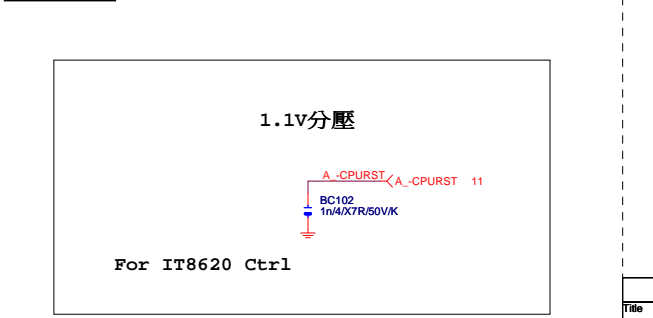 1.1V分壓
A_-CPURST A_-CPURST 11
BC102
1n/4/X7R/50V/K
For IT8620 Ctrl
Title